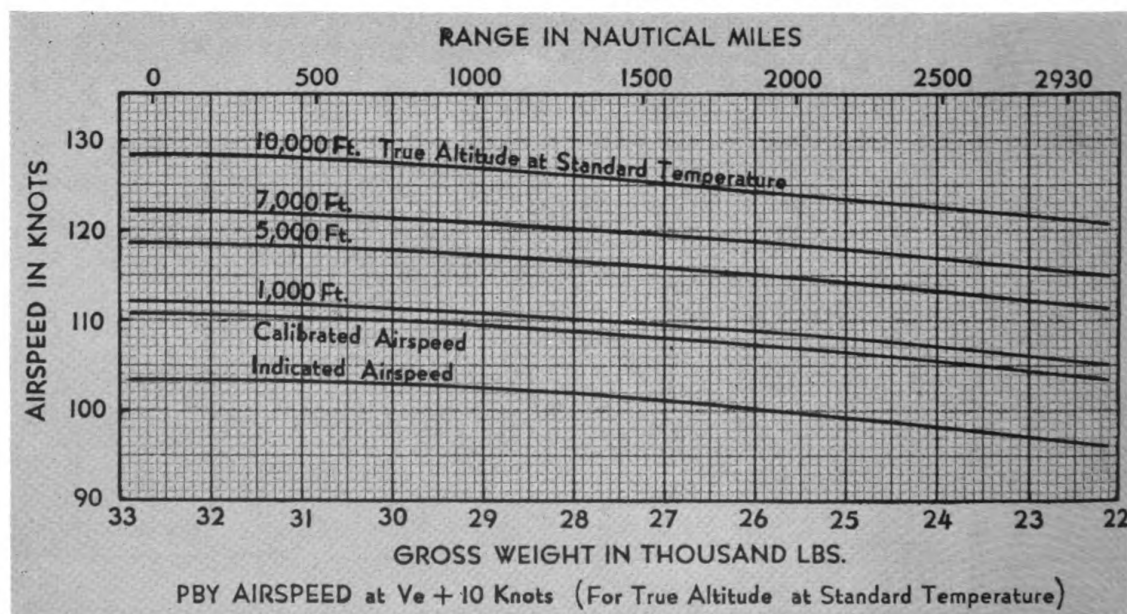 RANGE IN NAUTICAL MILES
0 500 1000 1500 2000 2500 2930
AIRSPEED IN KNOTS
130
120
110
100
90
10,000 Ft. True Altitude at Standard Temperature
7,000 Ft.
5,000 Ft.
1,000 Ft.
Calibrated Airspeed
Indicated Airspeed
33 32 31 30 29 28 27 26 25 24 23 22
GROSS WEIGHT IN THOUSAND LBS.
PBY AIRSPEED at Ve + 10 Knots (For True Altitude at Standard Temperature)